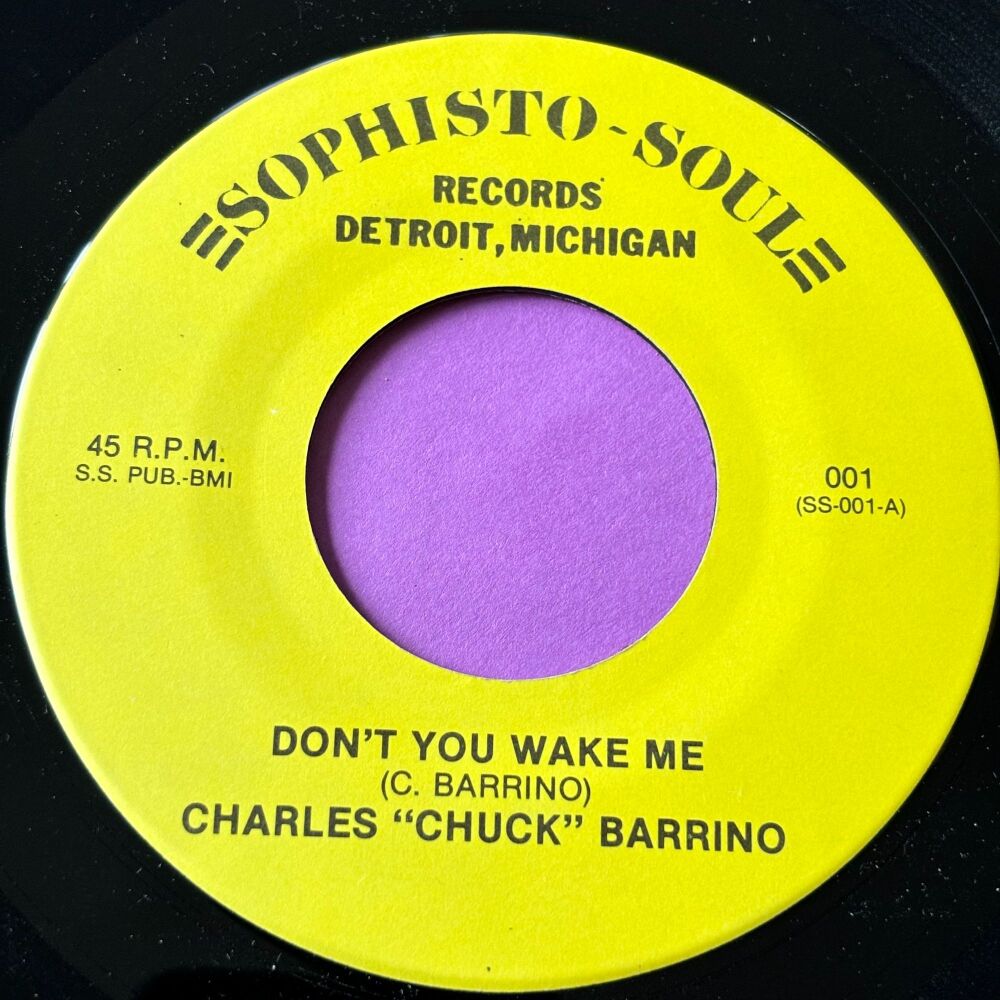 SOPHISTO-SOUL
RECORDS
DETROIT, MICHIGAN
45 R.P.M.
S.S. PUB.-BMI
001
(SS-001-A)
DON'T YOU WAKE ME
(C. BARRINO)
CHARLES "CHUCK" BARRINO